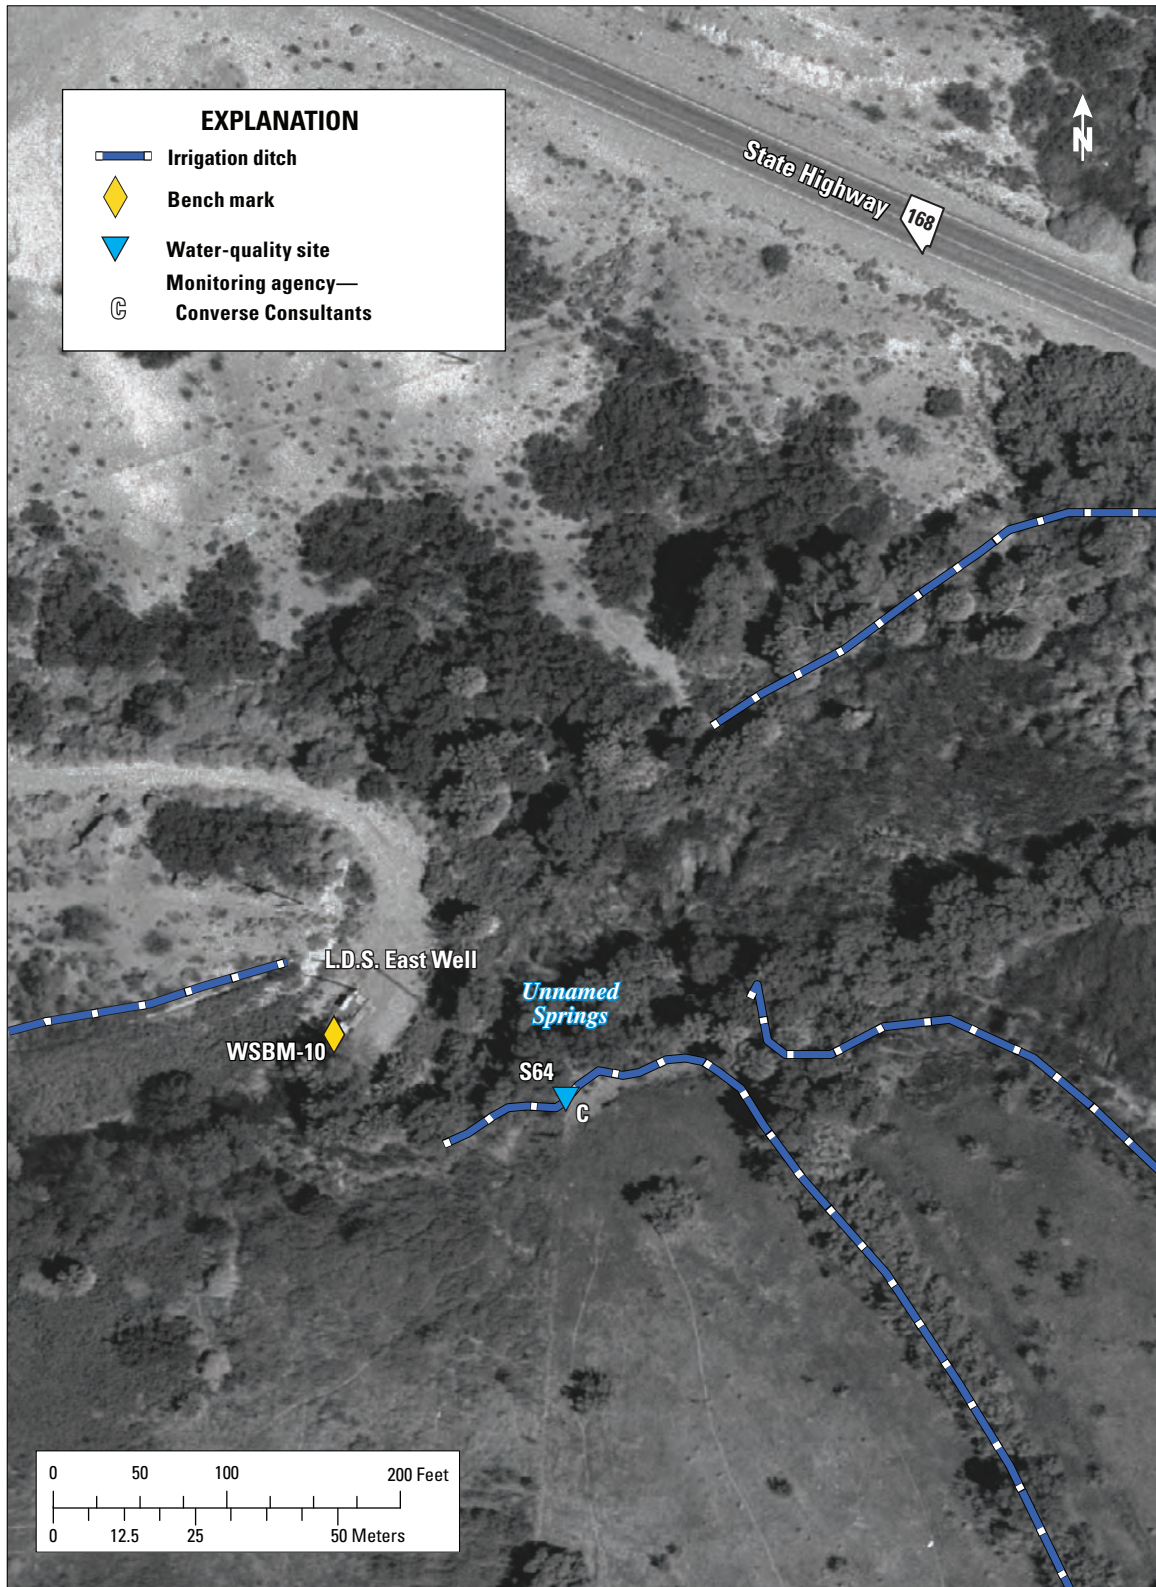 EXPLANATION
Irrigation ditch
Bench mark
Water-quality site
Monitoring agency—
C Converse Consultants
N
State Highway 168
L.D.S. East Well
Unnamed
Springs
WSBM-10
S64
C
0 50 100 200 Feet
0 12.5 25 50 Meters